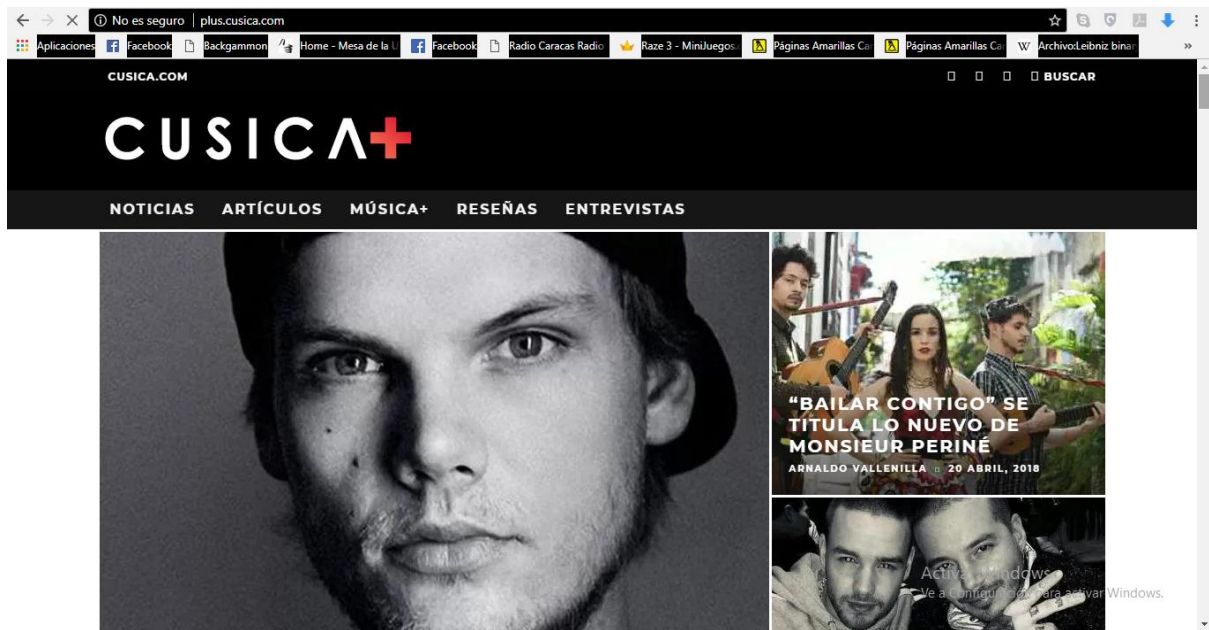 No es seguro | plus.cusica.com
Aplicaciones Facebook Backgammon Home - Mesa de la U Facebook Radio Caracas Radio Raze 3 - MiniJuegos. Páginas Amarillas Ca Páginas Amarillas Ca W Archivo:Leibniz binar »
CUSICA.COM BUSCAR
CUSICA+
NOTICIAS ARTÍCULOS MÚSICA+ RESEÑAS ENTREVISTAS
“BAILAR CONTIGO” SE
TITULA LO NUEVO DE
MONSIEUR PERINÉ
ARNALDO VALLENILLA 20 ABRIL, 2018
Activar Windows
Ve a Configuración para activar Windows.